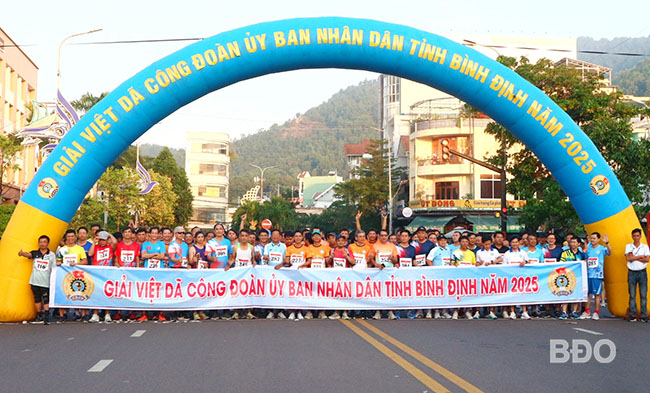 GIẢI VIỆT DÃ CÔNG ĐOÀN ỦY BAN NHÂN DÂN TỈNH BÌNH ĐỊNH NĂM 2025
GIẢI VIỆT DÃ CÔNG ĐOÀN ỦY BAN NHÂN DÂN TỈNH BÌNH ĐỊNH NĂM 2025
BĐO